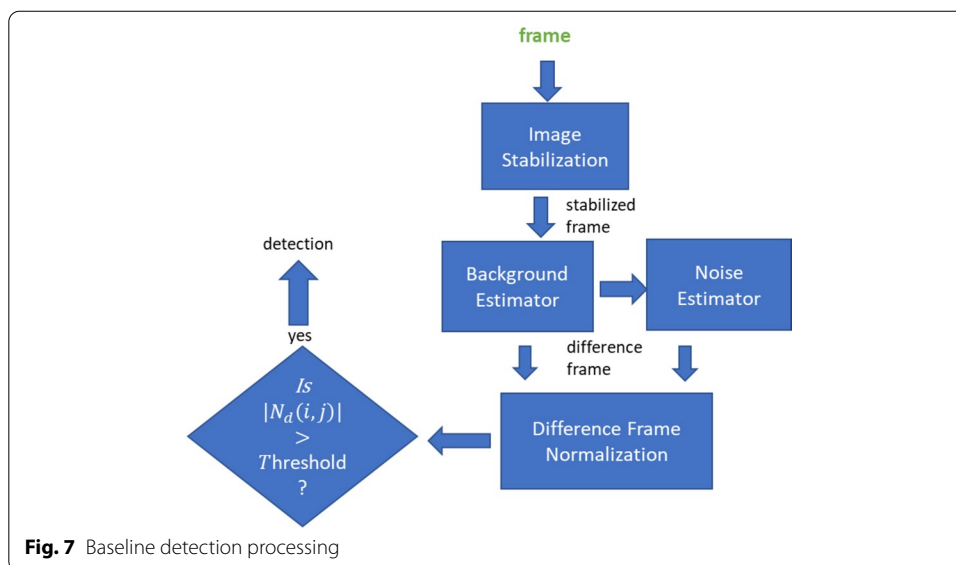 frame
Image
Stabilization
stabilized
frame
Background
Estimator
Noise
Estimator
difference
frame
Difference Frame
Normalization
Is
|N_d(i,j)|
>
Threshold
?
yes
detection
Fig. 7 Baseline detection processing